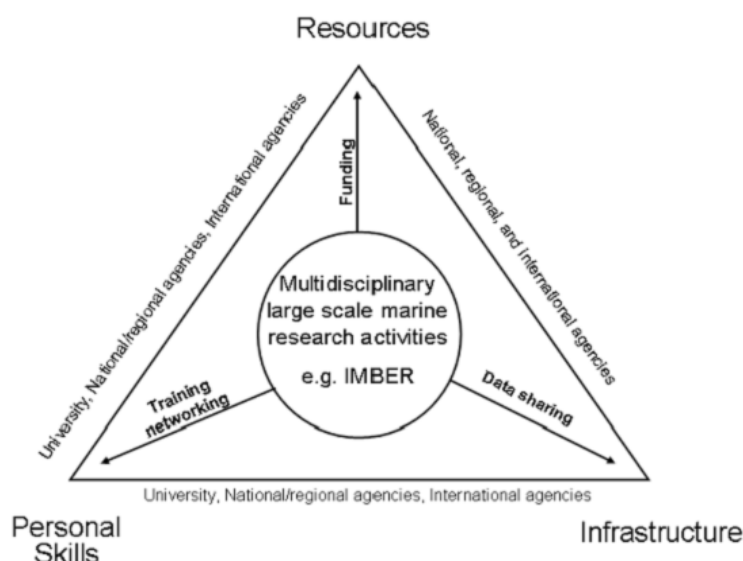 Resources
University, National/regional agencies, International agencies
National, regional, and international agencies
Funding
Multidisciplinary
large scale marine
research activities
e.g. IMBER
Training
networking
Data sharing
University, National/regional agencies, International agencies
Personal
Skills
Infrastructure